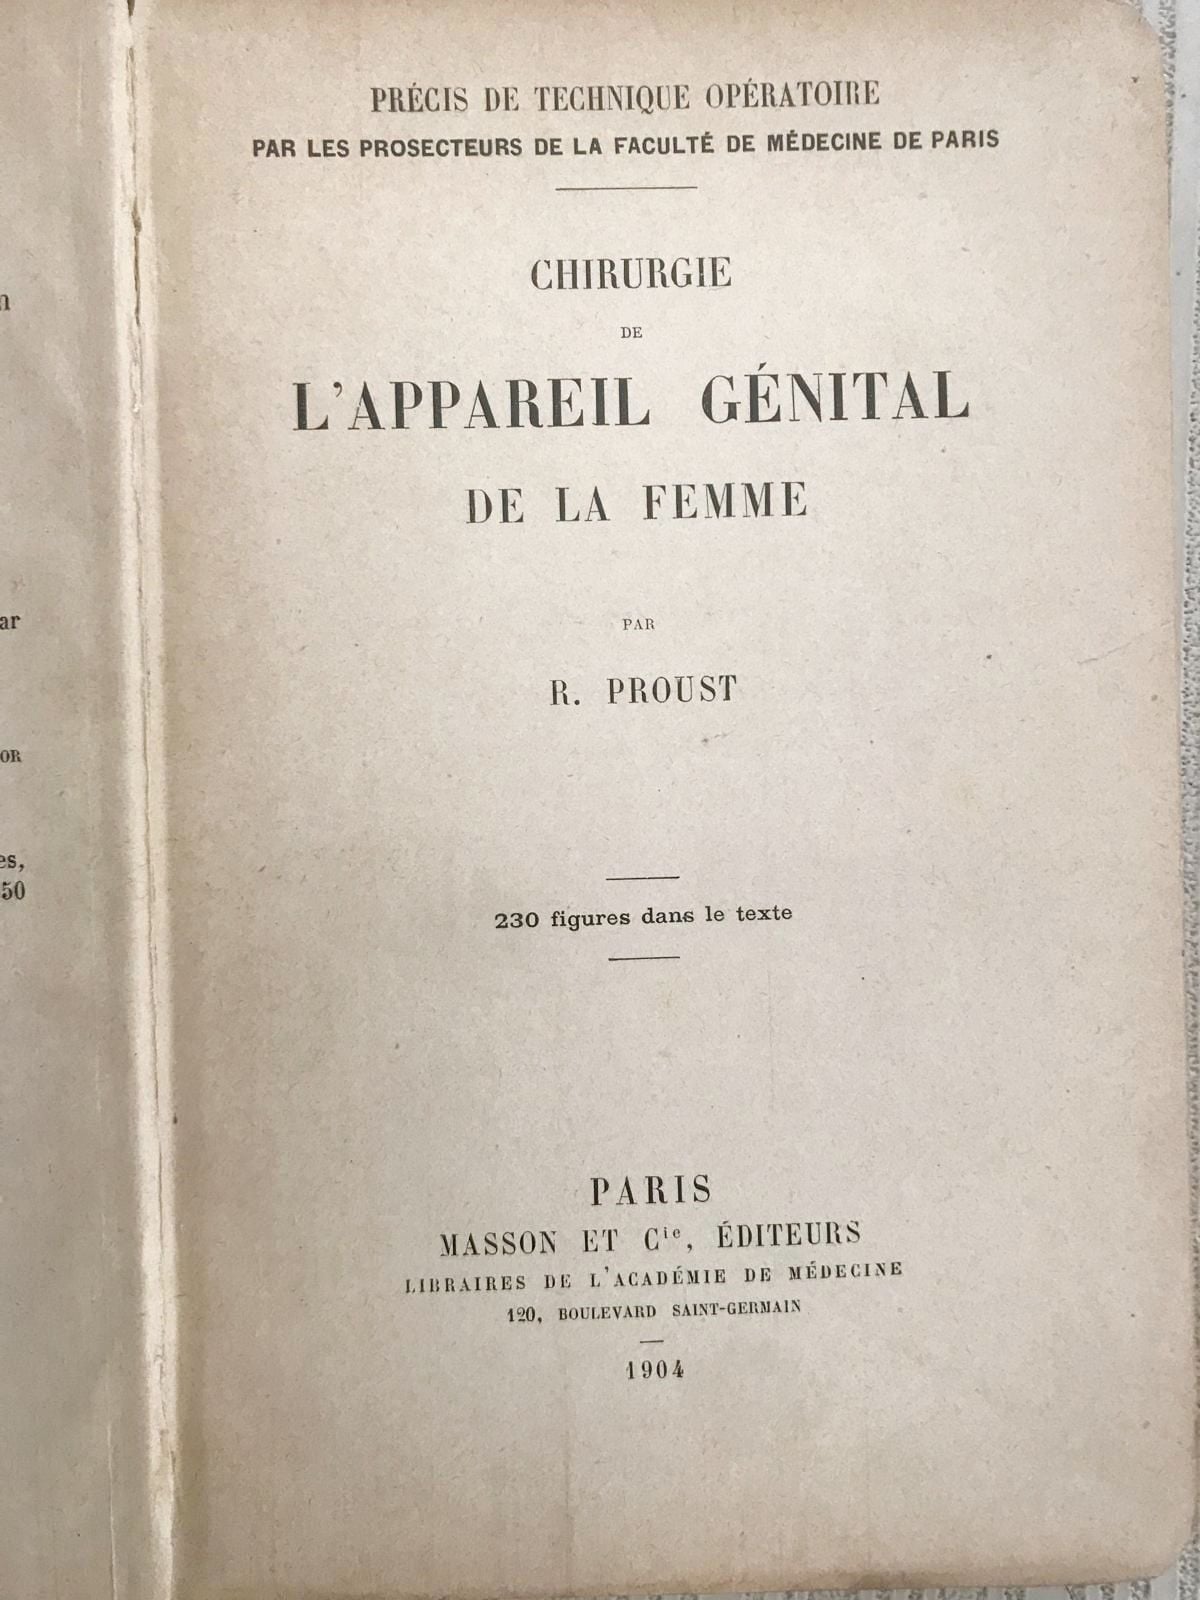 PRÉCIS DE TECHNIQUE OPÉRATOIRE
PAR LES PROSECTEURS DE LA FACULTÉ DE MÉDECINE DE PARIS
CHIRURGIE
DE
L'APPAREIL GÉNITAL
DE LA FEMME
PAR
R. PROUST
230 figures dans le texte
PARIS
MASSON ET Cie, ÉDITEURS
LIBRAIRES DE L'ACADÉMIE DE MÉDECINE
120, BOULEVARD SAINT-GERMAIN
1904